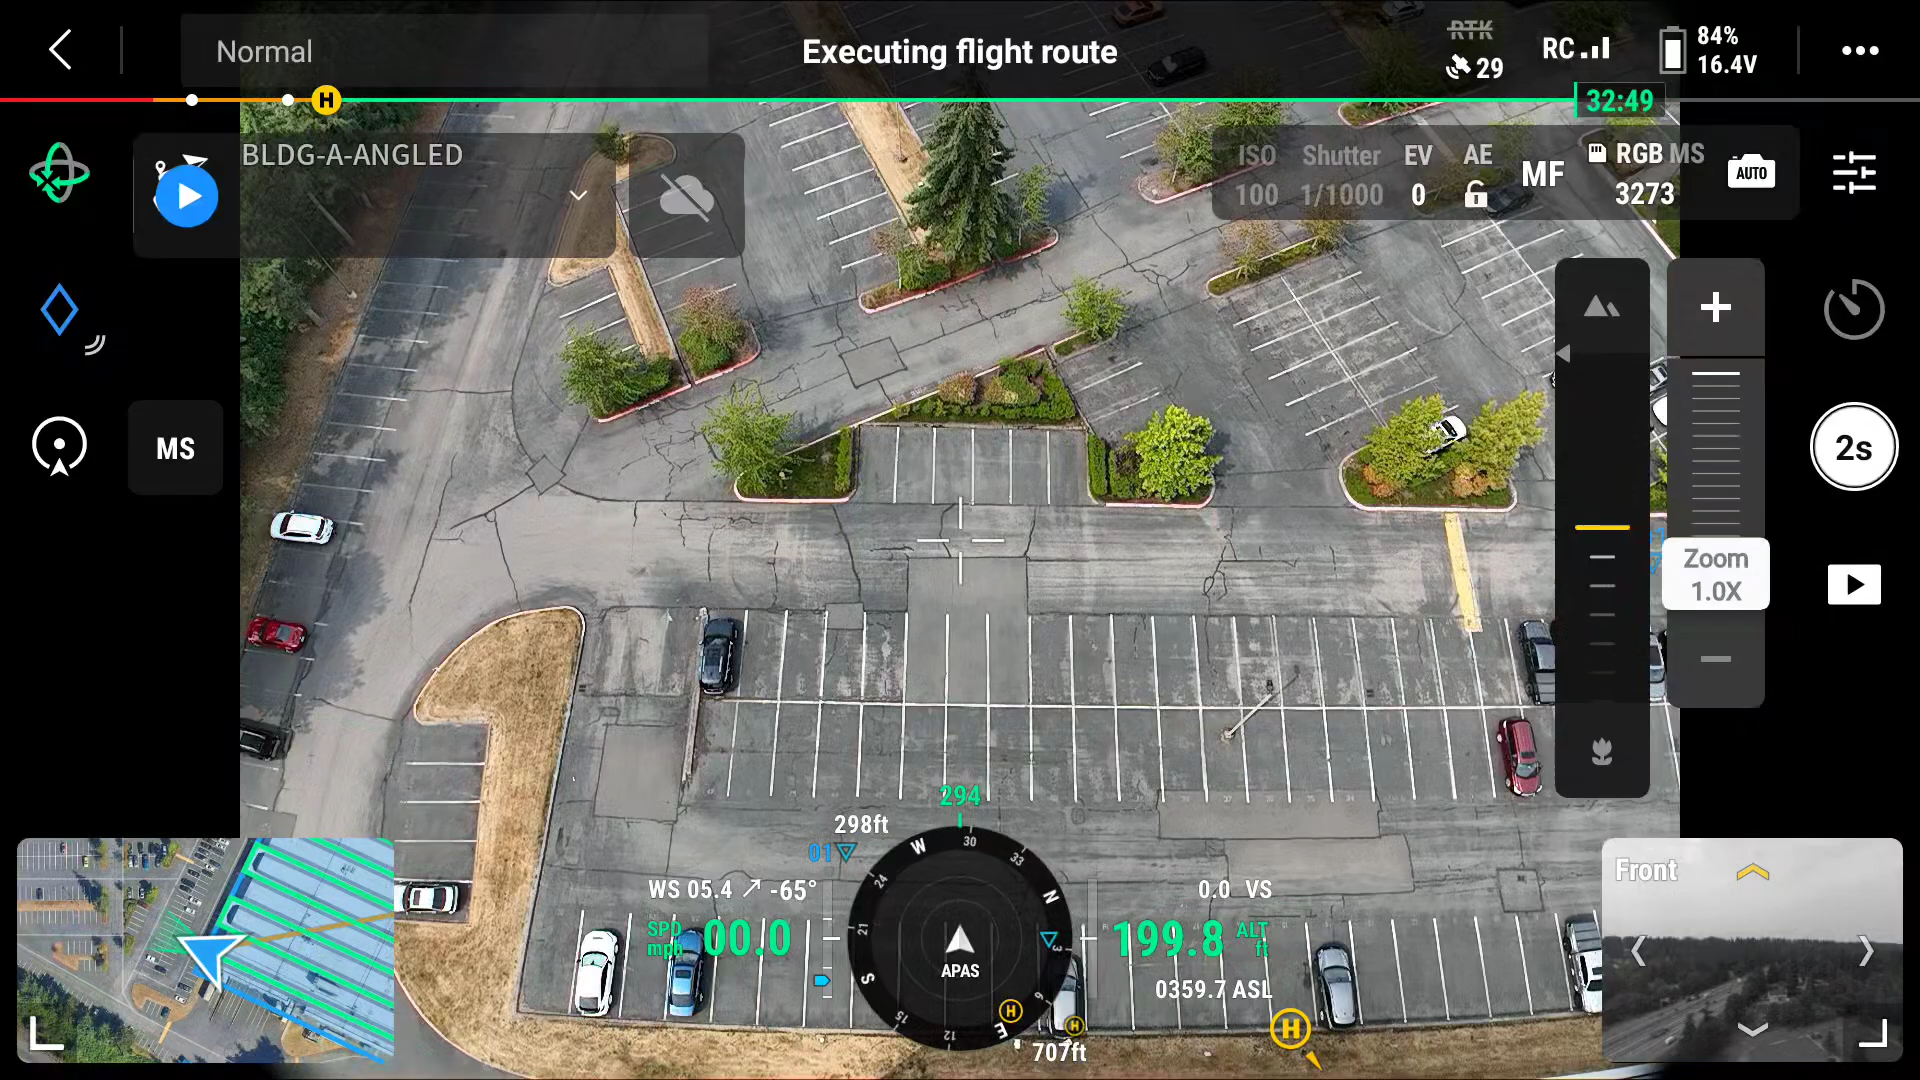 Normal
Executing flight route
RTK
29
RC
84%
16.4V
H
32:49
BLDG-A-ANGLED
ISO
100
Shutter
1/1000
EV
0
AE
MF
RGB MS
3273
AUTO
MS
Zoom
1.0X
2s
294
298ft
01
WS 05.4
-65°
SPD
mph
00.0
W
30
33
N
3
6
E
12
15
S
21
24
APAS
0.0 VS
199.8
ALT
ft
0359.7 ASL
H
H
H
707ft
Front